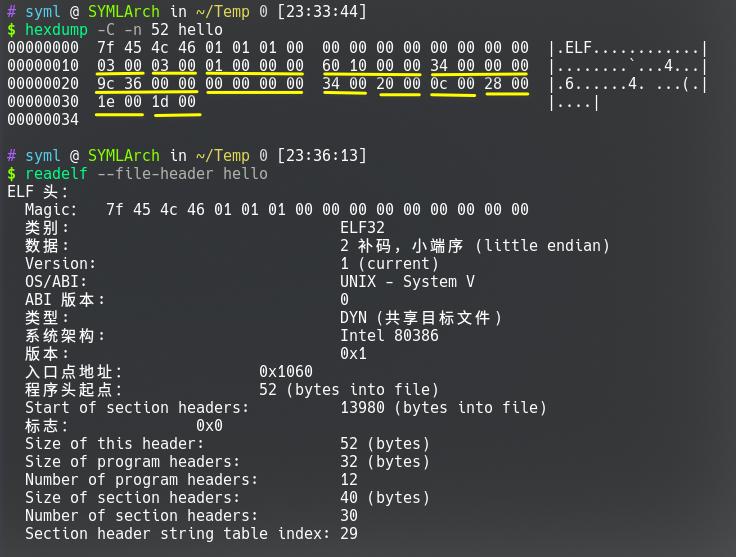 # syml @ SYMLArch in ~/Temp 0 [23:33:44]
$ hexdump -C -n 52 hello
00000000  7f 45 4c 46 01 01 01 00  00 00 00 00 00 00 00 00  |.ELF............|
00000010  03 00 03 00 01 00 00 00  60 10 00 00 34 00 00 00  |........`...4...|
00000020  9c 36 00 00 00 00 00 00  34 00 20 00 0c 00 28 00  |.6......4. ...(.|
00000030  1e 00 1d 00                                       |....|
00000034
# syml @ SYMLArch in ~/Temp 0 [23:36:13]
$ readelf --file-header hello
ELF 头：
  Magic:   7f 45 4c 46 01 01 01 00 00 00 00 00 00 00 00 00
  类别:                              ELF32
  数据:                              2 补码，小端序 (little endian)
  Version:                           1 (current)
  OS/ABI:                            UNIX - System V
  ABI 版本:                          0
  类型:                              DYN (共享目标文件)
  系统架构:                          Intel 80386
  版本:                              0x1
  入口点地址：               0x1060
  程序头起点：               52 (bytes into file)
  Start of section headers:          13980 (bytes into file)
  标志：             0x0
  Size of this header:               52 (bytes)
  Size of program headers:           32 (bytes)
  Number of program headers:         12
  Size of section headers:           40 (bytes)
  Number of section headers:         30
  Section header string table index: 29